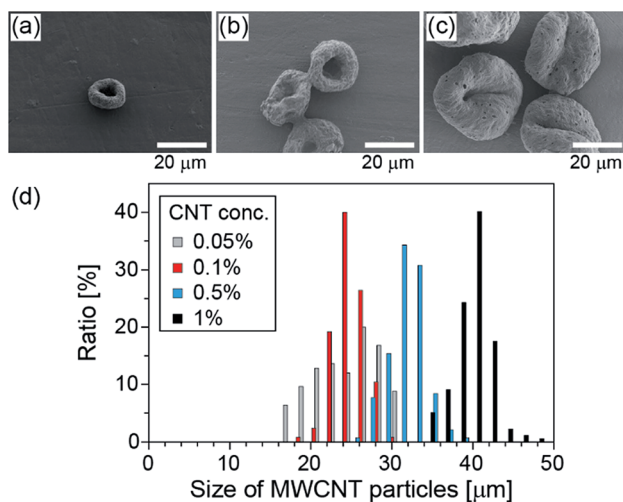 (a)
(b)
(c)
20 μm
20 μm
20 μm
(d)
CNT conc.
0.05%
0.1%
0.5%
1%
Ratio [%]
40
30
20
10
0
0
10
20
30
40
50
Size of MWCNT particles [μm]